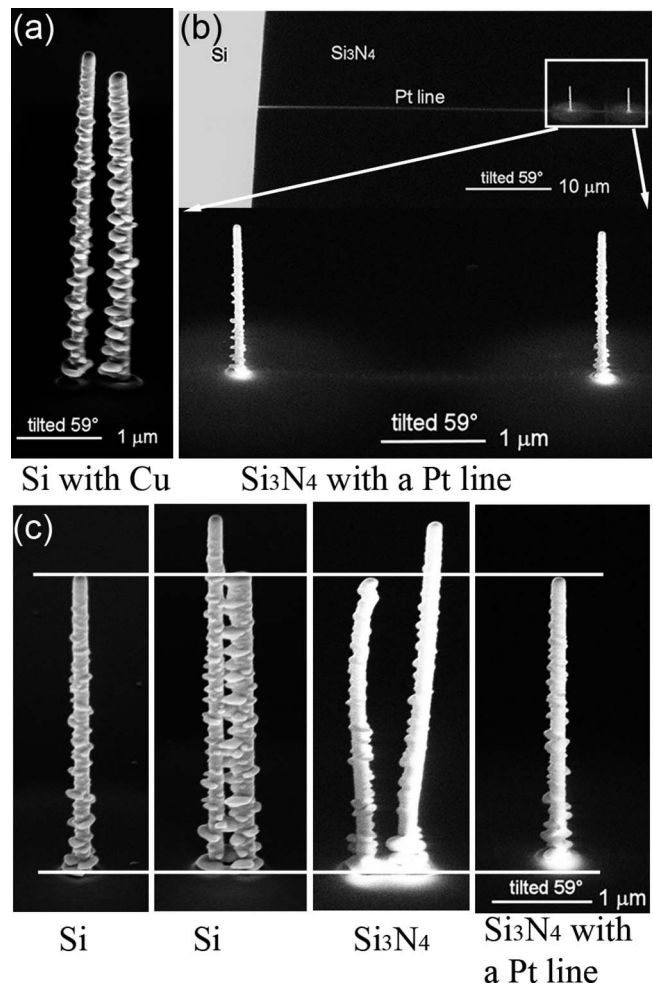 (a)
tilted 59°
1 μm
Si with Cu
(b)
Si
Si₃N₄
Pt line
tilted 59° 10 μm
tilted 59°
1 μm
Si₃N₄ with a Pt line
(c)
tilted 59° 1 μm
Si
Si
Si₃N₄
Si₃N₄ with
a Pt line